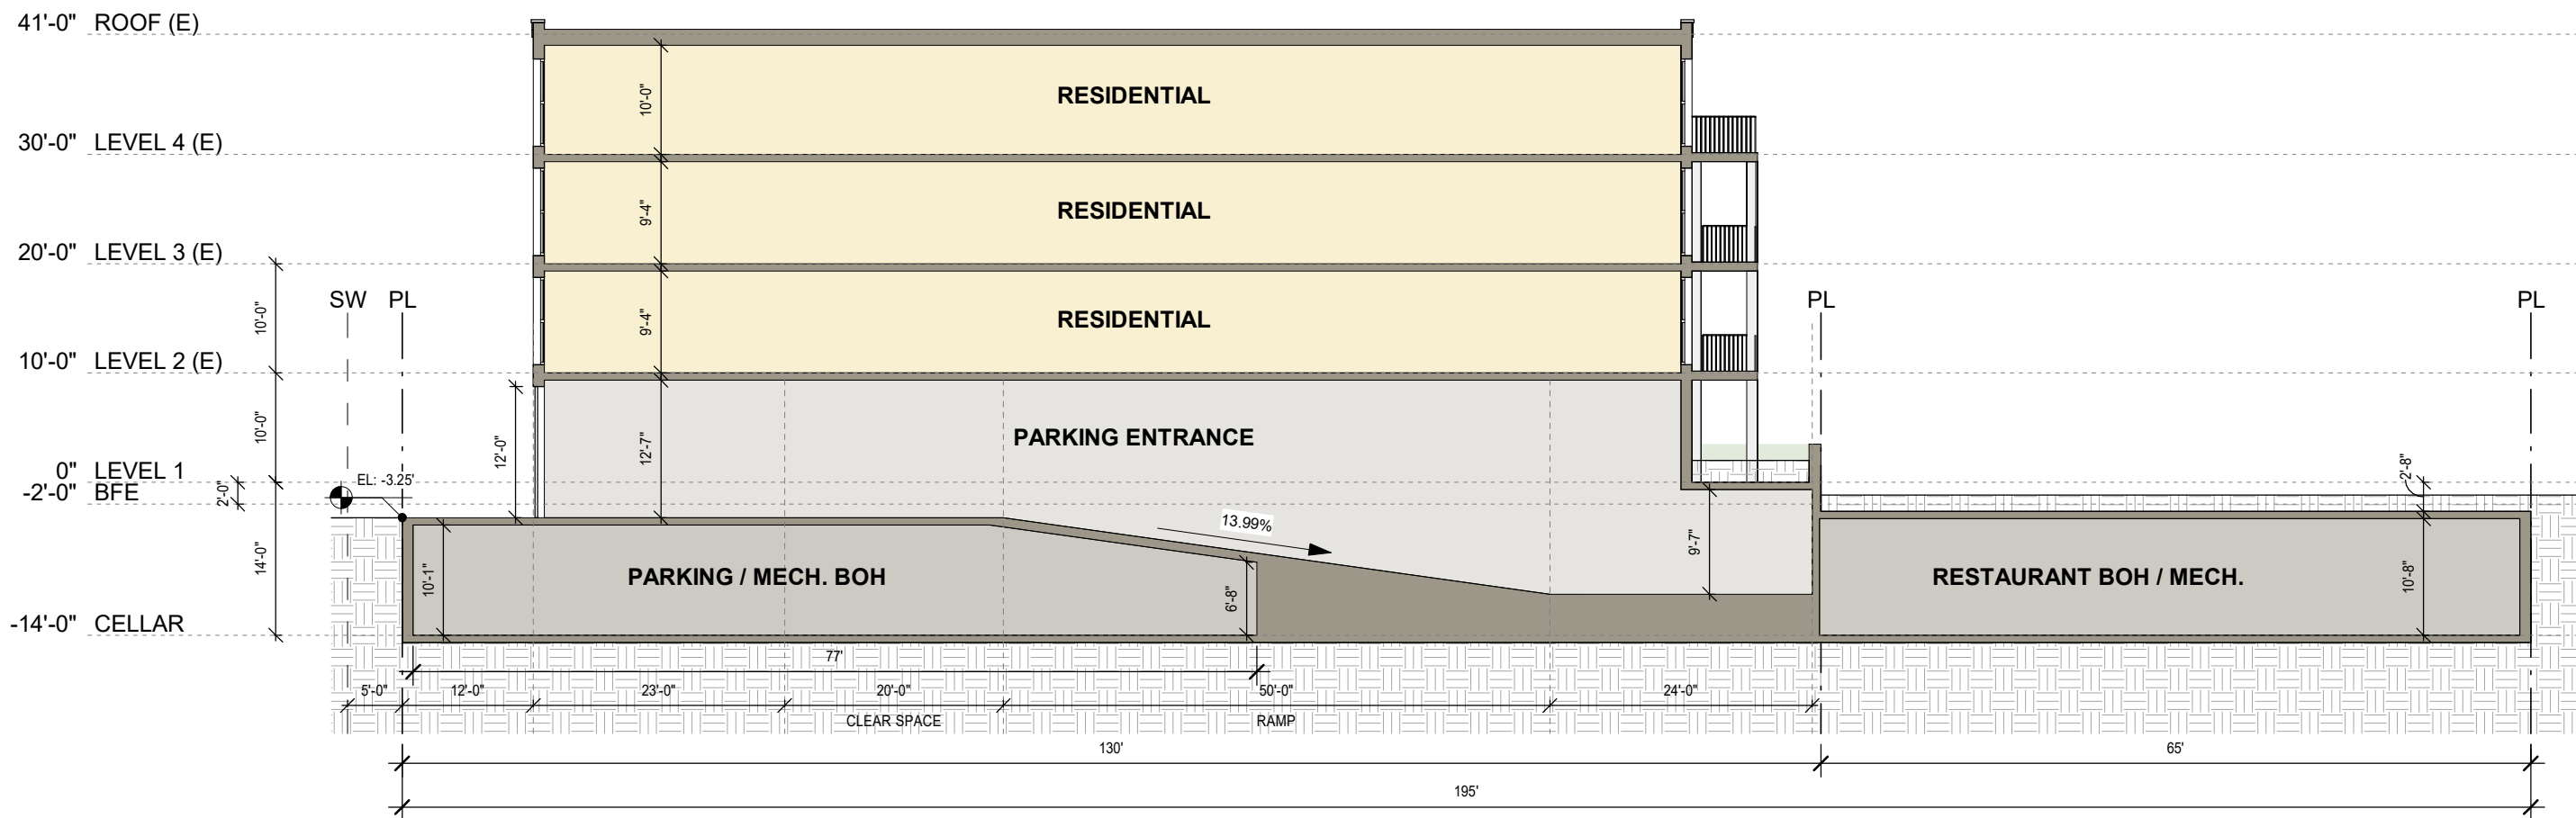 41'-0" ROOF (E)
10'-0"
RESIDENTIAL
30'-0" LEVEL 4 (E)
9'-4"
RESIDENTIAL
20'-0" LEVEL 3 (E)
SW PL
PL
PL
10'-0"
9'-4"
RESIDENTIAL
10'-0" LEVEL 2 (E)
10'-0"
12'-0"
12'-7"
PARKING ENTRANCE
0" LEVEL 1
EL: -3.25'
2'-8"
-2'-0" BFE
2'-0"
13.99%
14'-0"
9'-7"
10'-1"
PARKING / MECH. BOH
6'-8"
RESTAURANT BOH / MECH.
10'-8"
-14'-0" CELLAR
77'
5'-0" 12'-0" 23'-0" 20'-0" 50'-0" 24'-0"
CLEAR SPACE RAMP
130' 65'
195'